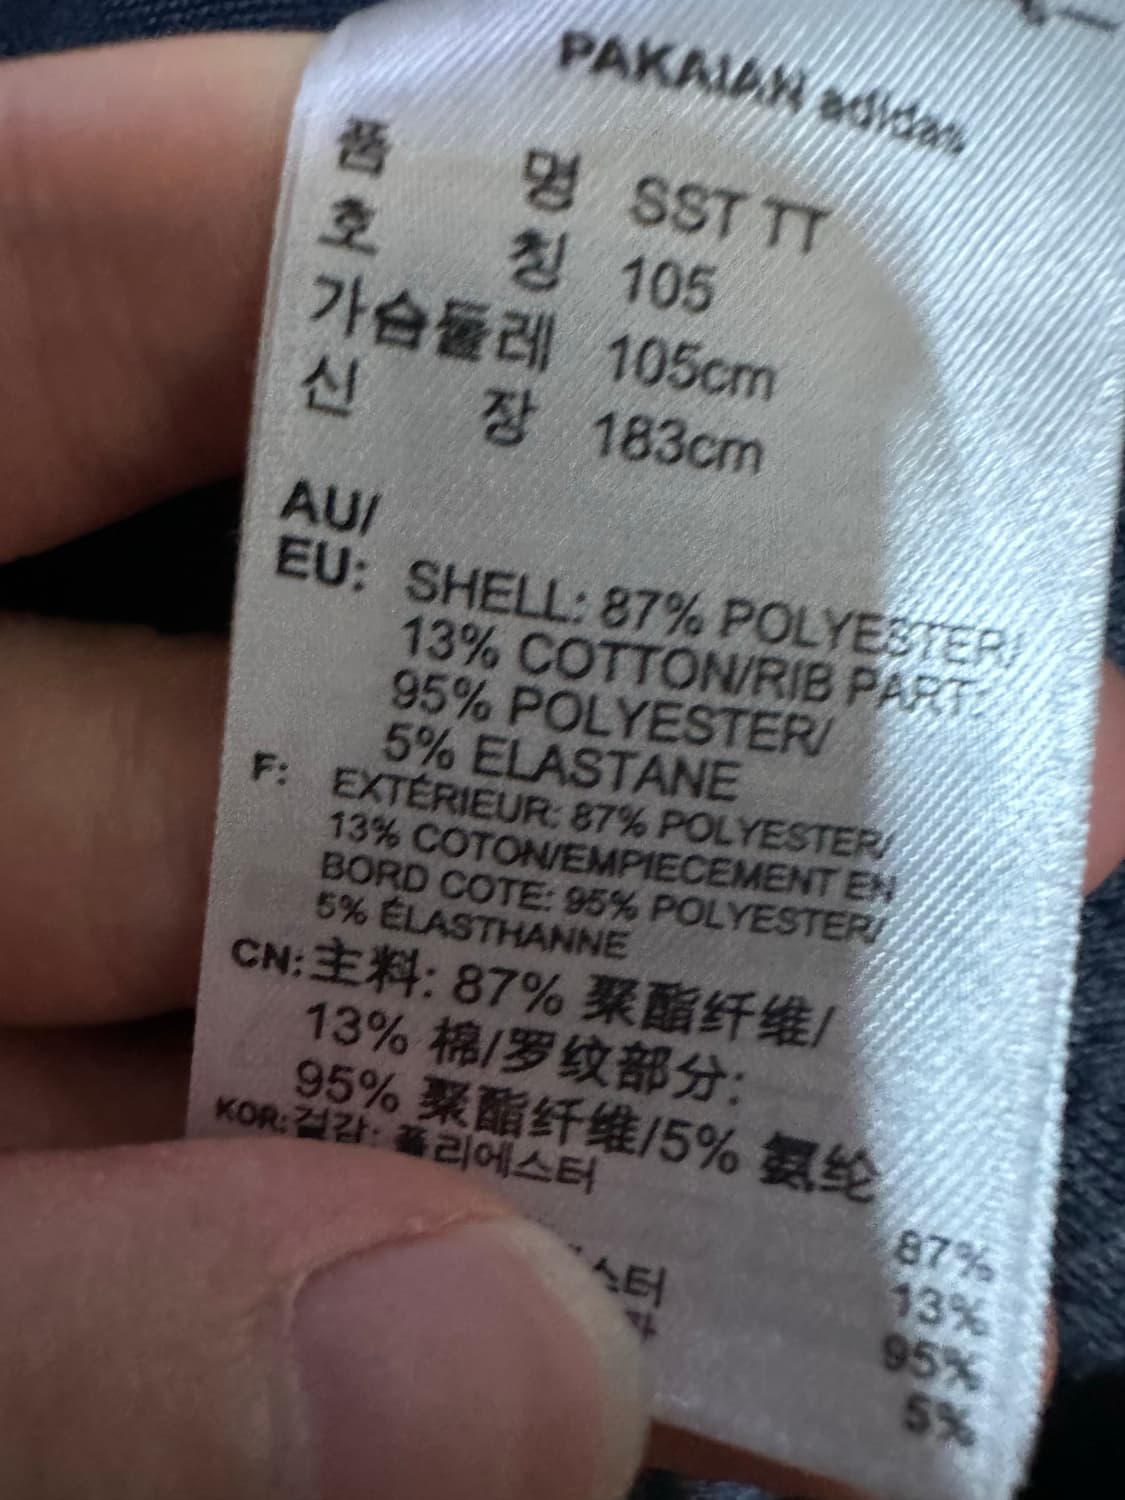 PAKAIAN adidas
품 명 SST TT
호 칭 105
가슴둘레 105cm
신 장 183cm
AU/
EU: SHELL: 87% POLYESTER/
13% COTTON/RIB PART:
95% POLYESTER/
5% ELASTANE
F: EXTÉRIEUR: 87% POLYESTER/
13% COTON/EMPIECEMENT EN
BORD COTE: 95% POLYESTER/
5% ÉLASTHANNE
CN: 主料: 87% 聚酯纤维/
13% 棉/罗纹部分:
95% 聚酯纤维/5% 氨纶
KOR: 겉감: 폴리에스터
87%
13%
스터 95%
5%